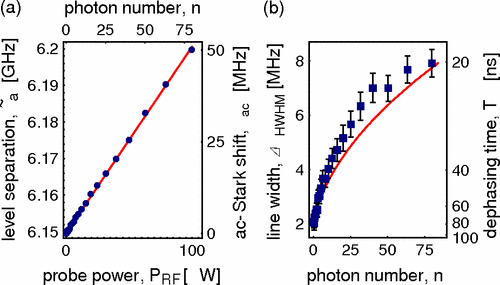 (a)
photon number, n
0 25 50 75
level separation, ν̃a [GHz]
6.2
6.19
6.18
6.17
6.16
6.15
50
25
0
ac-Stark shift, ac [MHz]
0 20 40 60 80 100
probe power, PRF[ W]
(b)
line width, Δ HWHM [MHz]
8
6
4
2
20
40
60
80
100
dephasing time, T [ns]
0 25 50 75
photon number, n